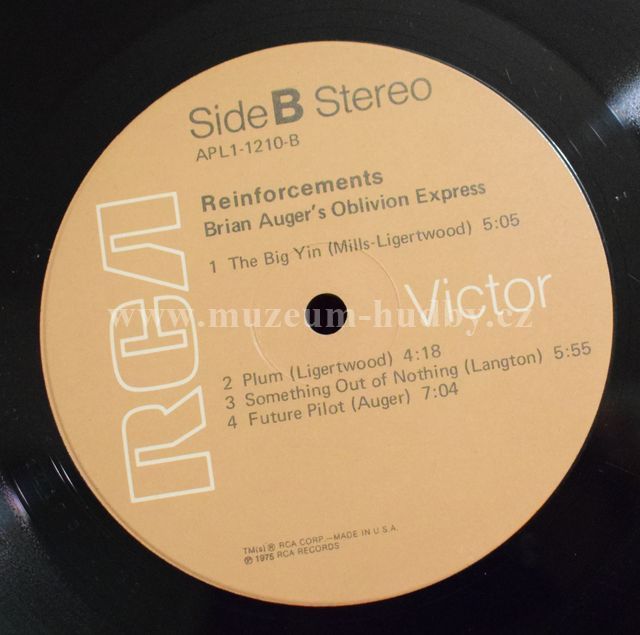 Side B Stereo
APL1-1210-B
Reinforcements
Brian Auger's Oblivion Express
1 The Big Yin (Mills-Ligertwood) 5:05
RCA
Victor
www.muzeum-hudby.cz
2 Plum (Ligertwood) 4:18
3 Something Out of Nothing (Langton) 5:55
4 Future Pilot (Auger) 7:04
TM(s) ® RCA CORP.—MADE IN U.S.A.
℗ 1975 RCA RECORDS